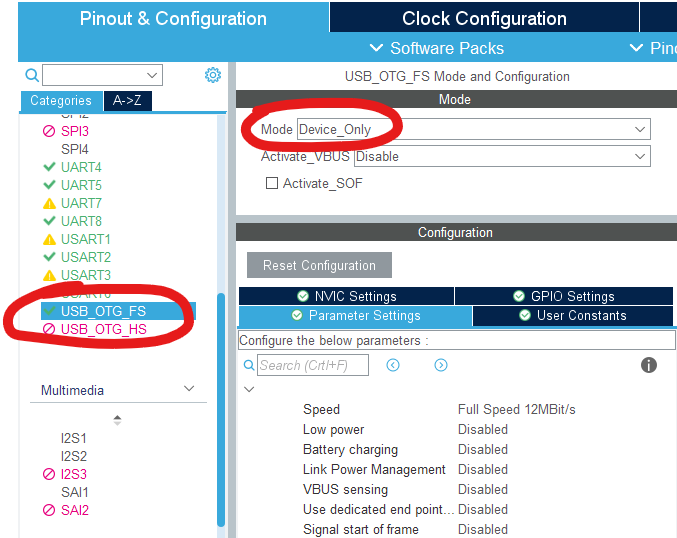 Pinout & Configuration
Clock Configuration
Software Packs
Pino
USB_OTG_FS Mode and Configuration
Categories
A->Z
Mode
SPI2
SPI3
SPI4
UART4
UART5
UART7
UART8
USART1
USART2
USART3
USART6
USB_OTG_FS
USB_OTG_HS
Multimedia
I2S1
I2S2
I2S3
SAI1
SAI2
Mode Device_Only
Activate_VBUS Disable
Activate_SOF
Configuration
Reset Configuration
NVIC Settings
GPIO Settings
Parameter Settings
User Constants
Configure the below parameters :
Search (Crtl+F)
Speed Full Speed 12MBit/s
Low power Disabled
Battery charging Disabled
Link Power Management Disabled
VBUS sensing Disabled
Use dedicated end point... Disabled
Signal start of frame Disabled